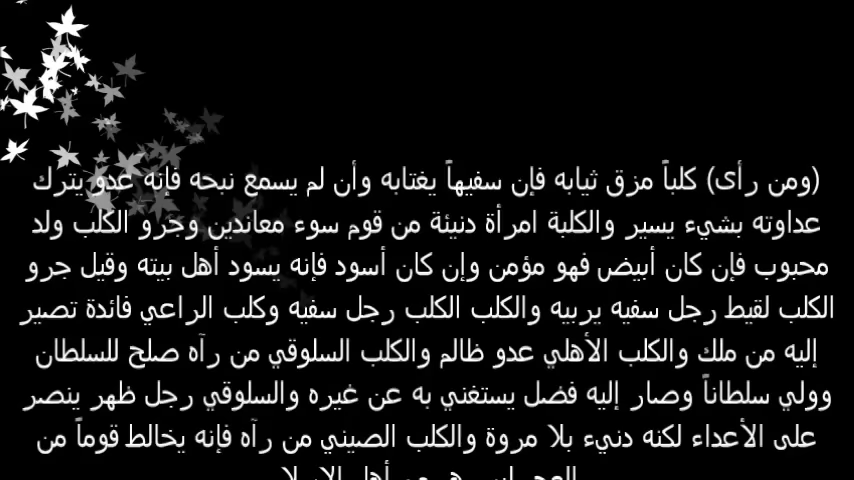 (ومن رأى) كلباً مزق ثيابه فإن سفيهاً يغتابه وأن لم يسمع نبحه فإنه عدو يترك
عداوته بشيء يسير والكلبة امرأة دنيئة من قوم سوء معاندين وجرو الكلب ولد
محبوب فإن كان أبيض فهو مؤمن وإن كان أسود فإنه يسود أهل بيته وقيل جرو
الكلب لقيط رجل سفيه يربيه والكلب الكلب رجل سفيه وكلب الراعي فائدة تصير
إليه من ملك والكلب الأهلي عدو ظالم والكلب السلوقي من رآه صلح للسلطان
وولي سلطاناً وصار إليه فضل يستغني به عن غيره والسلوقي رجل ظهر ينصر
على الأعداء لكنه دنيء بلا مروة والكلب الصيني من رآه فإنه يخالط قوماً من